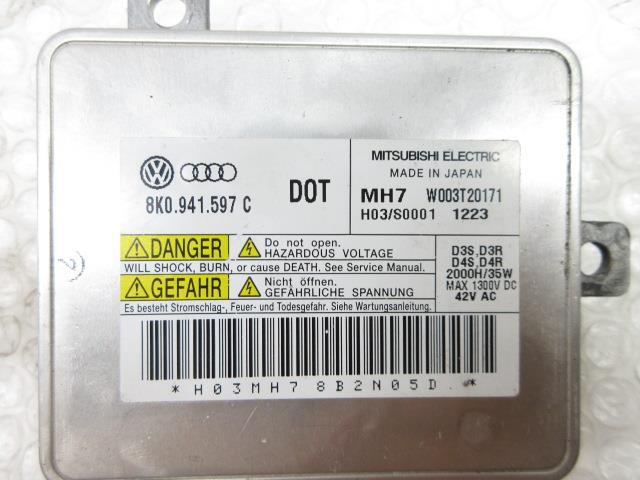 8K0.941.597 C
DOT
MITSUBISHI ELECTRIC
MADE IN JAPAN
MH7 W003T20171
H03/S0001 1223
DANGER
Do not open.
HAZARDOUS VOLTAGE
WILL SHOCK, BURN, or cause DEATH. See Service Manual.
GEFAHR
Nicht öffnen.
GEFÄHRLICHE SPANNUNG
Es besteht Stromschlag-, Feuer- und Todesgefahr. Siehe Wartungsanleitung.
D3S,D3R
D4S,D4R
2000H/35W
MAX 1300V DC
42V AC
*H03MH78B2N05D.*